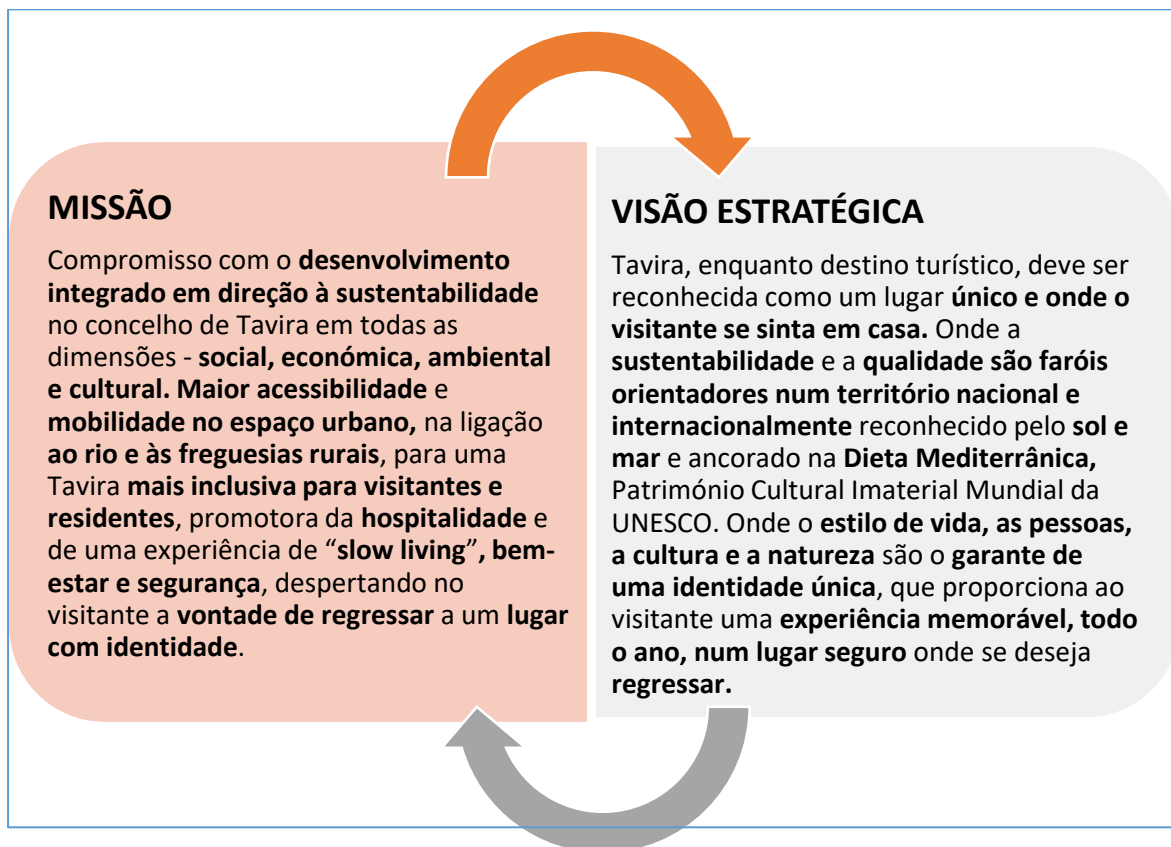 MISSÃO
Compromisso com o desenvolvimento
integrado em direção à sustentabilidade
no concelho de Tavira em todas as
dimensões - social, económica, ambiental
e cultural. Maior acessibilidade e
mobilidade no espaço urbano, na ligação
ao rio e às freguesias rurais, para uma
Tavira mais inclusiva para visitantes e
residentes, promotora da hospitalidade e
de uma experiência de “slow living”, bem-
estar e segurança, despertando no
visitante a vontade de regressar a um lugar
com identidade.
VISÃO ESTRATÉGICA
Tavira, enquanto destino turístico, deve ser
reconhecida como um lugar único e onde o
visitante se sinta em casa. Onde a
sustentabilidade e a qualidade são faróis
orientadores num território nacional e
internacionalmente reconhecido pelo sol e
mar e ancorado na Dieta Mediterrânica,
Património Cultural Imaterial Mundial da
UNESCO. Onde o estilo de vida, as pessoas,
a cultura e a natureza são o garante de
uma identidade única, que proporciona ao
visitante uma experiência memorável, todo
o ano, num lugar seguro onde se deseja
regressar.